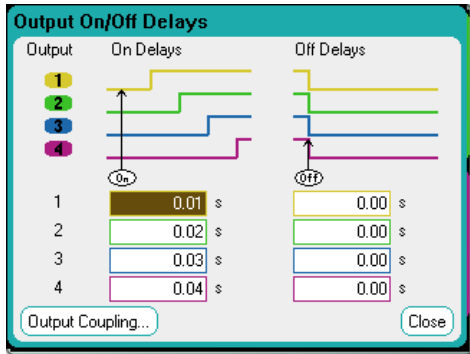 Output On/Off Delays
Output On Delays Off Delays
1
2
3
4
On Off
1 0.01 s 0.00 s
2 0.02 s 0.00 s
3 0.03 s 0.00 s
4 0.04 s 0.00 s
Output Coupling... Close